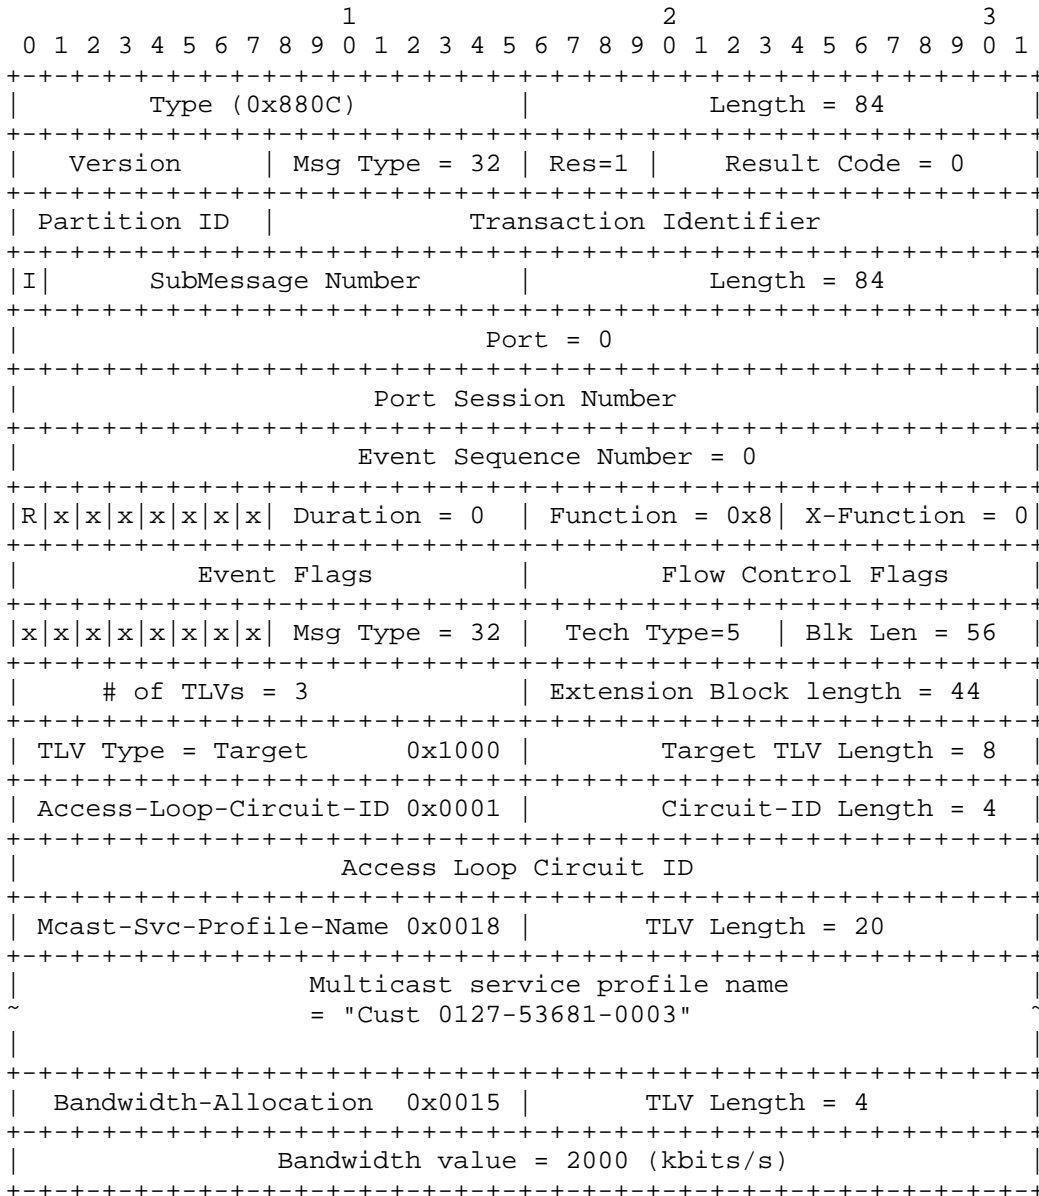 1                   2                   3
 0 1 2 3 4 5 6 7 8 9 0 1 2 3 4 5 6 7 8 9 0 1 2 3 4 5 6 7 8 9 0 1
+-+-+-+-+-+-+-+-+-+-+-+-+-+-+-+-+-+-+-+-+-+-+-+-+-+-+-+-+-+-+-+-+
|        Type (0x880C)          |           Length = 84         |
+-+-+-+-+-+-+-+-+-+-+-+-+-+-+-+-+-+-+-+-+-+-+-+-+-+-+-+-+-+-+-+-+
|   Version     | Msg Type = 32 | Res=1 |    Result Code = 0    |
+-+-+-+-+-+-+-+-+-+-+-+-+-+-+-+-+-+-+-+-+-+-+-+-+-+-+-+-+-+-+-+-+
| Partition ID  |            Transaction Identifier             |
+-+-+-+-+-+-+-+-+-+-+-+-+-+-+-+-+-+-+-+-+-+-+-+-+-+-+-+-+-+-+-+-+
|I|      SubMessage Number      |           Length = 84         |
+-+-+-+-+-+-+-+-+-+-+-+-+-+-+-+-+-+-+-+-+-+-+-+-+-+-+-+-+-+-+-+-+
|                             Port = 0                          |
+-+-+-+-+-+-+-+-+-+-+-+-+-+-+-+-+-+-+-+-+-+-+-+-+-+-+-+-+-+-+-+-+
|                      Port Session Number                      |
+-+-+-+-+-+-+-+-+-+-+-+-+-+-+-+-+-+-+-+-+-+-+-+-+-+-+-+-+-+-+-+-+
|                     Event Sequence Number = 0                 |
+-+-+-+-+-+-+-+-+-+-+-+-+-+-+-+-+-+-+-+-+-+-+-+-+-+-+-+-+-+-+-+-+
|R|x|x|x|x|x|x|x| Duration = 0  | Function = 0x8| X-Function = 0|
+-+-+-+-+-+-+-+-+-+-+-+-+-+-+-+-+-+-+-+-+-+-+-+-+-+-+-+-+-+-+-+-+
|           Event Flags         |        Flow Control Flags     |
+-+-+-+-+-+-+-+-+-+-+-+-+-+-+-+-+-+-+-+-+-+-+-+-+-+-+-+-+-+-+-+-+
|x|x|x|x|x|x|x|x| Msg Type = 32 |  Tech Type=5  | Blk Len = 56  |
+-+-+-+-+-+-+-+-+-+-+-+-+-+-+-+-+-+-+-+-+-+-+-+-+-+-+-+-+-+-+-+-+
|     # of TLVs = 3             | Extension Block length = 44   |
+-+-+-+-+-+-+-+-+-+-+-+-+-+-+-+-+-+-+-+-+-+-+-+-+-+-+-+-+-+-+-+-+
| TLV Type = Target      0x1000 |        Target TLV Length = 8  |
+-+-+-+-+-+-+-+-+-+-+-+-+-+-+-+-+-+-+-+-+-+-+-+-+-+-+-+-+-+-+-+-+
| Access-Loop-Circuit-ID 0x0001 |        Circuit-ID Length = 4  |
+-+-+-+-+-+-+-+-+-+-+-+-+-+-+-+-+-+-+-+-+-+-+-+-+-+-+-+-+-+-+-+-+
|                    Access Loop Circuit ID                     |
+-+-+-+-+-+-+-+-+-+-+-+-+-+-+-+-+-+-+-+-+-+-+-+-+-+-+-+-+-+-+-+-+
| Mcast-Svc-Profile-Name 0x0018 |       TLV Length = 20         |
+-+-+-+-+-+-+-+-+-+-+-+-+-+-+-+-+-+-+-+-+-+-+-+-+-+-+-+-+-+-+-+-+
|                  Multicast service profile name               |
~                  = "Cust 0127-53681-0003"                     ~
|                                                               |
+-+-+-+-+-+-+-+-+-+-+-+-+-+-+-+-+-+-+-+-+-+-+-+-+-+-+-+-+-+-+-+-+
|  Bandwidth-Allocation  0x0015 |       TLV Length = 4          |
+-+-+-+-+-+-+-+-+-+-+-+-+-+-+-+-+-+-+-+-+-+-+-+-+-+-+-+-+-+-+-+-+
|                Bandwidth value = 2000 (kbits/s)               |
+-+-+-+-+-+-+-+-+-+-+-+-+-+-+-+-+-+-+-+-+-+-+-+-+-+-+-+-+-+-+-+-+